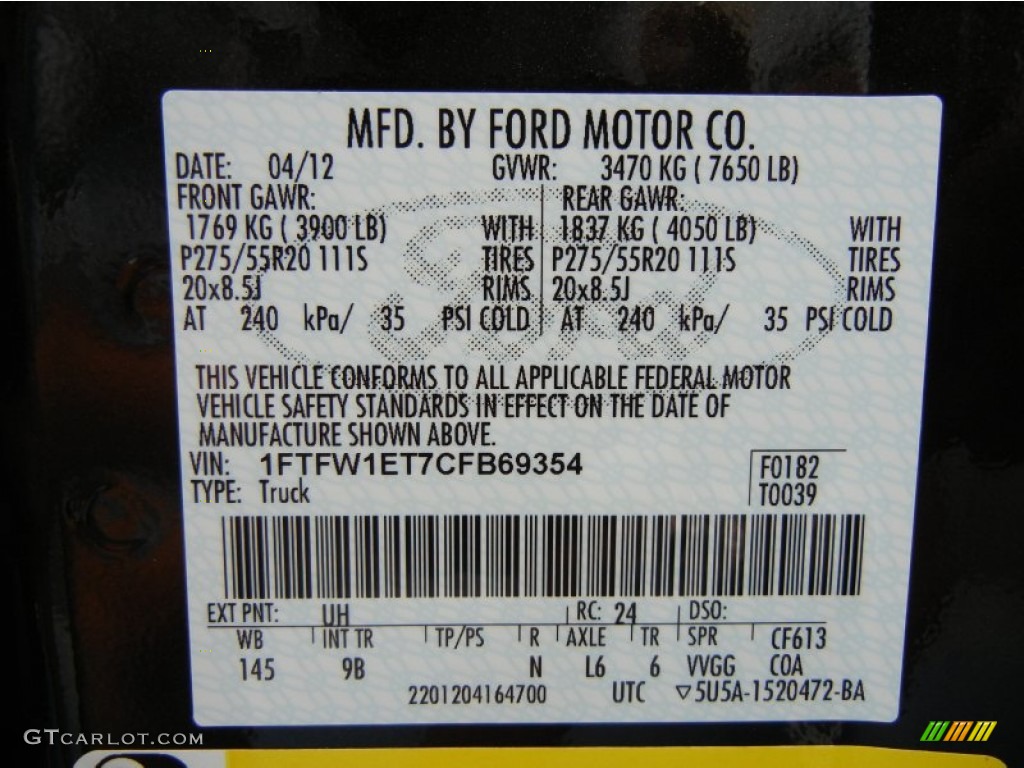 MFD. BY FORD MOTOR CO.
DATE: 04/12 GVWR: 3470 KG ( 7650 LB)
FRONT GAWR: REAR GAWR:
1769 KG ( 3900 LB) WITH 1837 KG ( 4050 LB) WITH
P275/55R20 111S TIRES P275/55R20 111S TIRES
20x8.5J RIMS 20x8.5J RIMS
AT 240 kPa/ 35 PSI COLD AT 240 kPa/ 35 PSI COLD
THIS VEHICLE CONFORMS TO ALL APPLICABLE FEDERAL MOTOR
VEHICLE SAFETY STANDARDS IN EFFECT ON THE DATE OF
MANUFACTURE SHOWN ABOVE.
VIN: 1FTFW1ET7CFB69354 F0182
TYPE: Truck T0039
EXT PNT: UH RC: 24 DSO:
WB INT TR TP/PS R AXLE TR SPR CF613
145 9B N L6 6 VVGG COA
2201204164700 UTC ▽5U5A-1520472-BA
Ford
GTCARLOT.COM